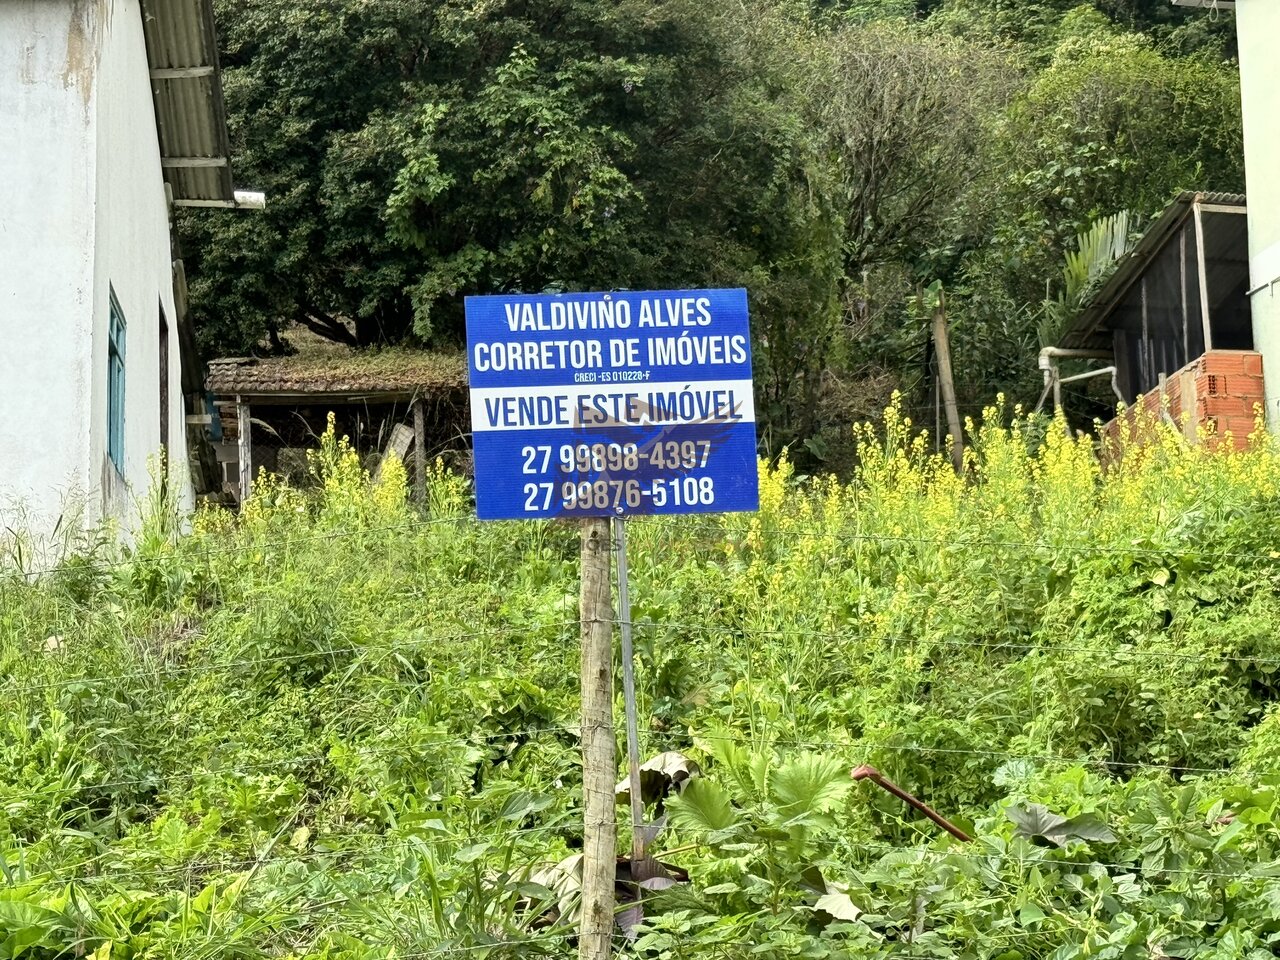 VALDIVINO ALVES
CORRETOR DE IMÓVEIS
CRECI-ES 010228-F
VENDE ESTE IMÓVEL
27 99898-4397
27 99876-5108